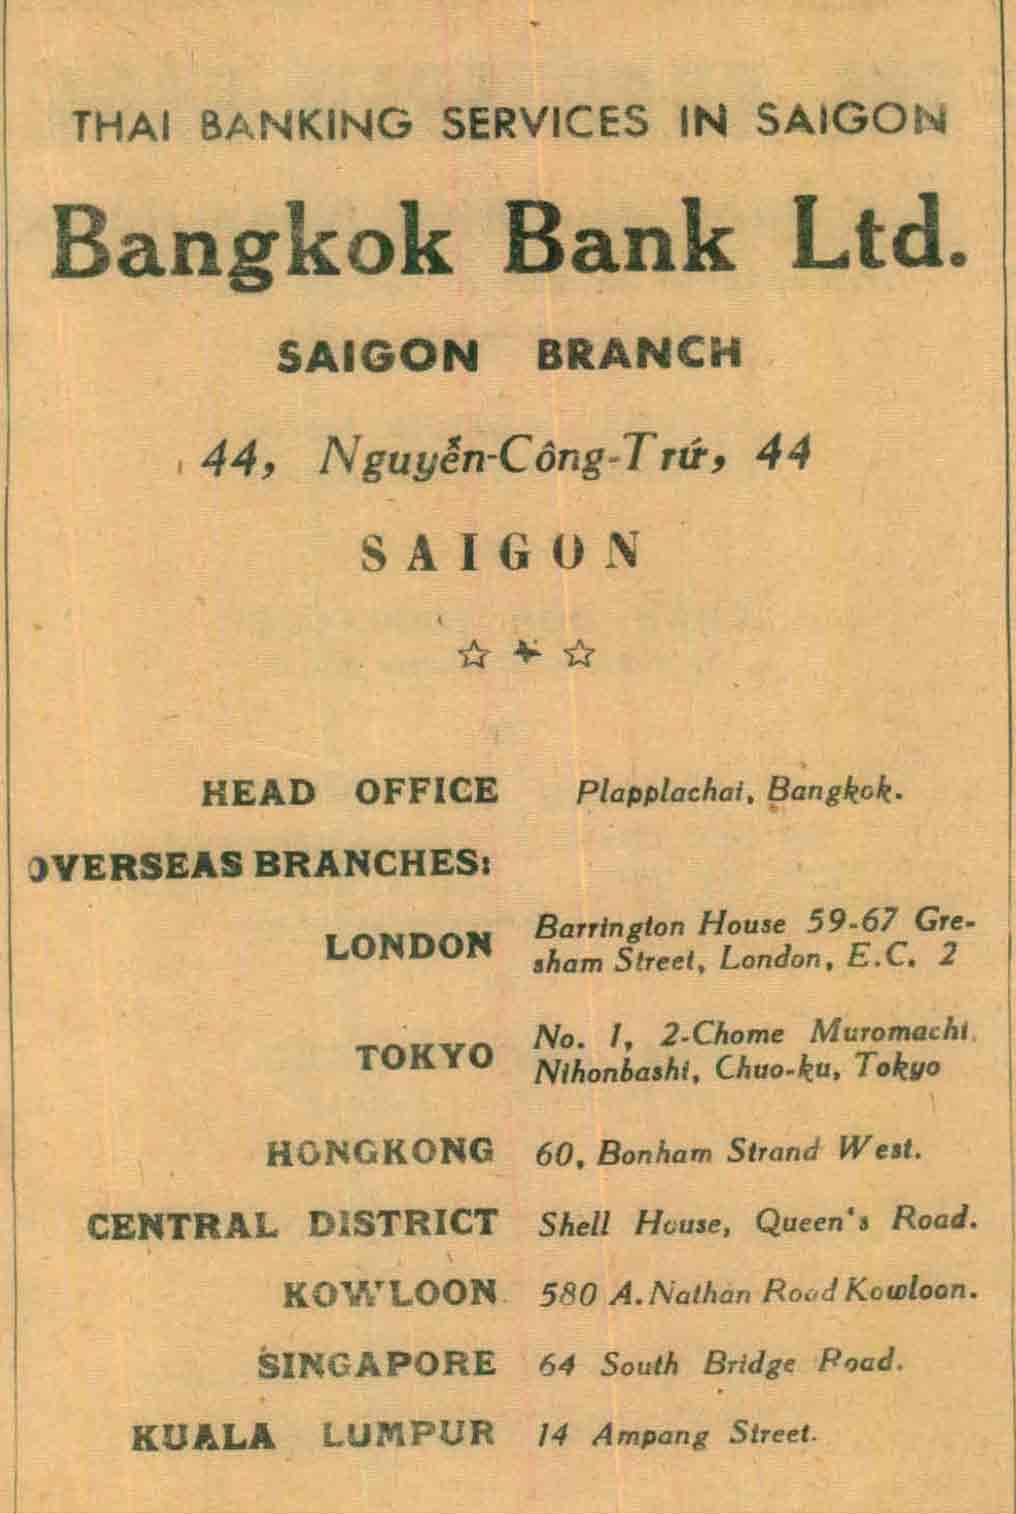 THAI BANKING SERVICES IN SAIGON
Bangkok Bank Ltd.
SAIGON BRANCH
44, Nguyễn-Công-Trứ, 44
SAIGON
HEAD OFFICE Plapplachai, Bangkok.
OVERSEAS BRANCHES:
LONDON Barrington House 59-67 Gre-
sham Street, London, E.C. 2
TOKYO No. 1, 2-Chome Muromachi,
Nihonbashi, Chuo-ku, Tokyo
HONGKONG 60, Bonham Strand West.
CENTRAL DISTRICT Shell House, Queen's Road.
KOWLOON 580 A. Nathan Road Kowloon.
SINGAPORE 64 South Bridge Road.
KUALA LUMPUR 14 Ampang Street.